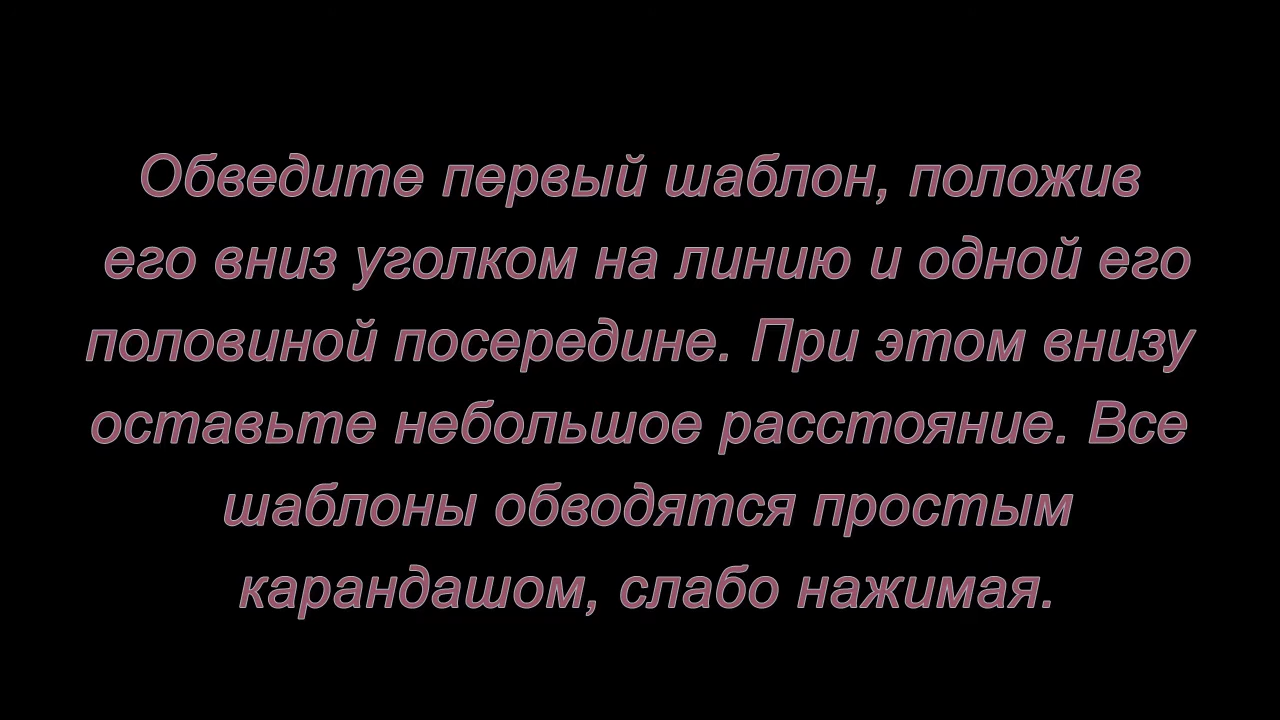 Обведите первый шаблон, положив
его вниз уголком на линию и одной его
половиной посередине. При этом внизу
оставьте небольшое расстояние. Все
шаблоны обводятся простым
карандашом, слабо нажимая.